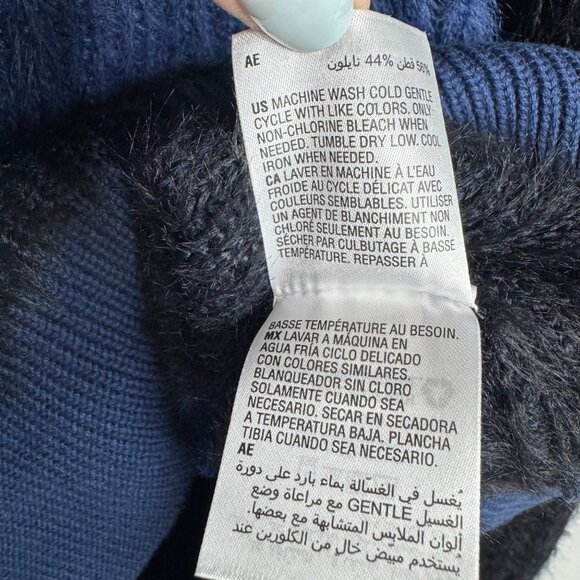 AE
56% قطن 44% نايلون
US MACHINE WASH COLD GENTLE
CYCLE WITH LIKE COLORS. ONLY
NON-CHLORINE BLEACH WHEN
NEEDED. TUMBLE DRY LOW. COOL
IRON WHEN NEEDED.
CA LAVER EN MACHINE À L'EAU
FROIDE AU CYCLE DÉLICAT AVEC
COULEURS SEMBLABLES. UTILISER
UN AGENT DE BLANCHIMENT NON
CHLORÉ SEULEMENT AU BESOIN.
SÉCHER PAR CULBUTAGE À BASSE
TEMPÉRATURE. REPASSER À
BASSE TEMPÉRATURE AU BESOIN.
MX LAVAR A MÁQUINA EN
AGUA FRÍA CICLO DELICADO
CON COLORES SIMILARES.
BLANQUEADOR SIN CLORO
SOLAMENTE CUANDO SEA
NECESARIO. SECAR EN SECADORA
A TEMPERATURA BAJA. PLANCHA
TIBIA CUANDO SEA NECESARIO.
AE
يُغسل في الغسّالة بماء بارد على دورة
الغسيل GENTLE مع مراعاة وضع
ألوان الملابس المتشابهة مع بعضها.
يُستخدم مبيض خالٍ من الكلورين عند